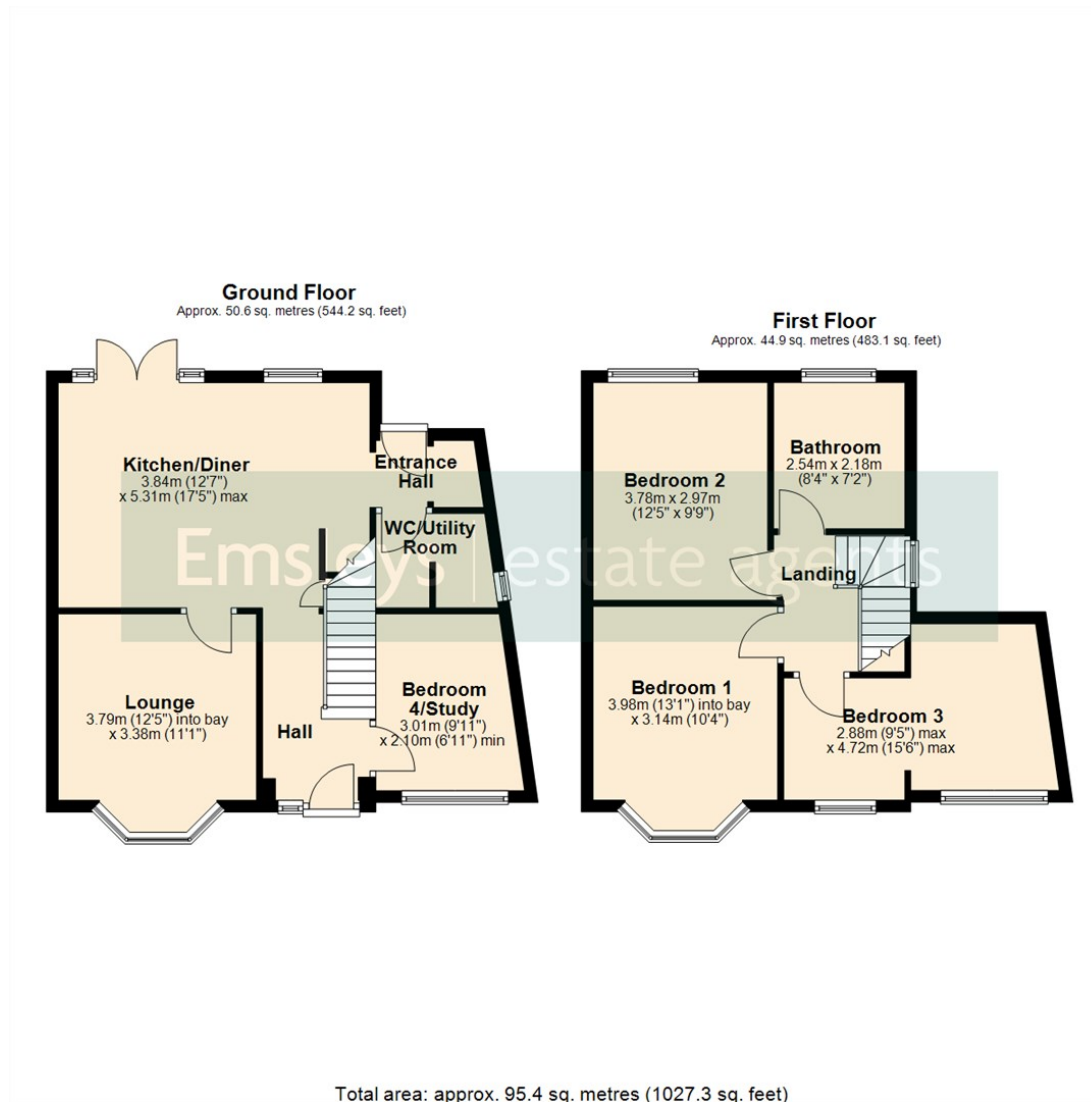 Ground Floor
Approx. 50.6 sq. metres (544.2 sq. feet)
Kitchen/Diner
3.84m (12'7")
x 5.31m (17'5") max
Entrance
Hall
WC/Utility
Room
Lounge
3.79m (12'5") into bay
x 3.38m (11'1")
Hall
Bedroom
4/Study
3.01m (9'11")
x 2.10m (6'11") min
First Floor
Approx. 44.9 sq. metres (483.1 sq. feet)
Bedroom 2
3.78m x 2.97m
(12'5" x 9'9")
Bathroom
2.54m x 2.18m
(8'4" x 7'2")
Landing
Bedroom 1
3.98m (13'1") into bay
x 3.14m (10'4")
Bedroom 3
2.88m (9'5") max
x 4.72m (15'6") max
Emsleys | estate agents
Total area: approx. 95.4 sq. metres (1027.3 sq. feet)